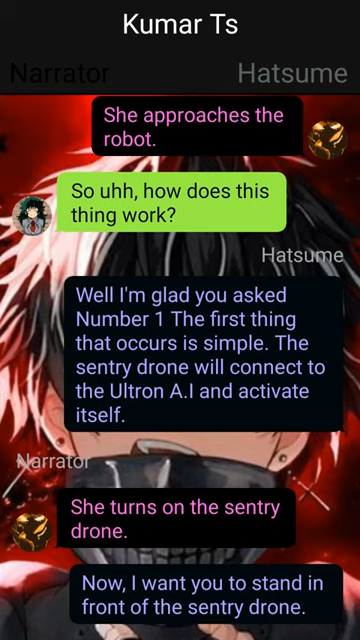 Kumar Ts
Narrator
Hatsume
She approaches the
robot.
So uhh, how does this
thing work?
Hatsume
Well I'm glad you asked
Number 1 The first thing
that occurs is simple. The
sentry drone will connect to
the Ultron A.I and activate
itself.
Narrator
She turns on the sentry
drone.
Now, I want you to stand in
front of the sentry drone.